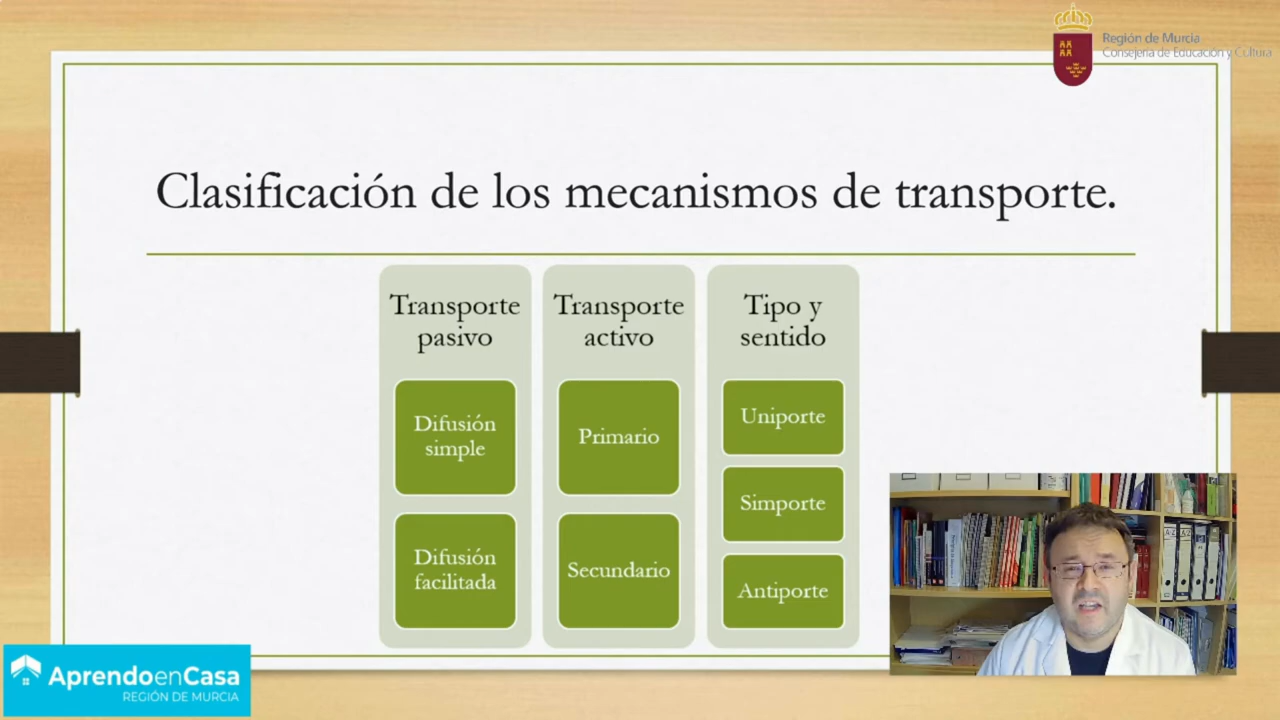 Región de Murcia
Consejería de Educación y Cultura
Clasificación de los mecanismos de transporte.
Transporte
pasivo
Difusión
simple
Difusión
facilitada
Transporte
activo
Primario
Secundario
Tipo y
sentido
Uniporte
Simporte
Antiporte
AprendoenCasa
REGIÓN DE MURCIA